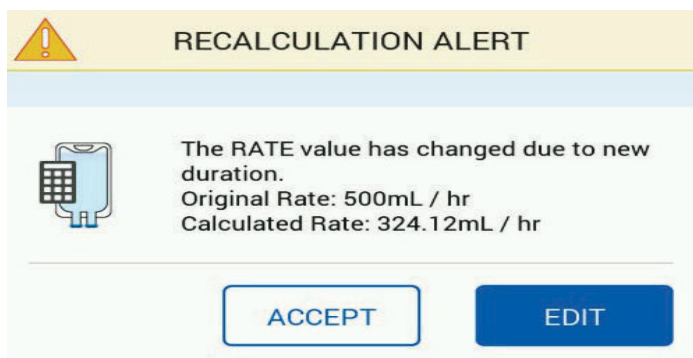 RECALCULATION ALERT
The RATE value has changed due to new
duration.
Original Rate: 500mL / hr
Calculated Rate: 324.12mL / hr
ACCEPT
EDIT